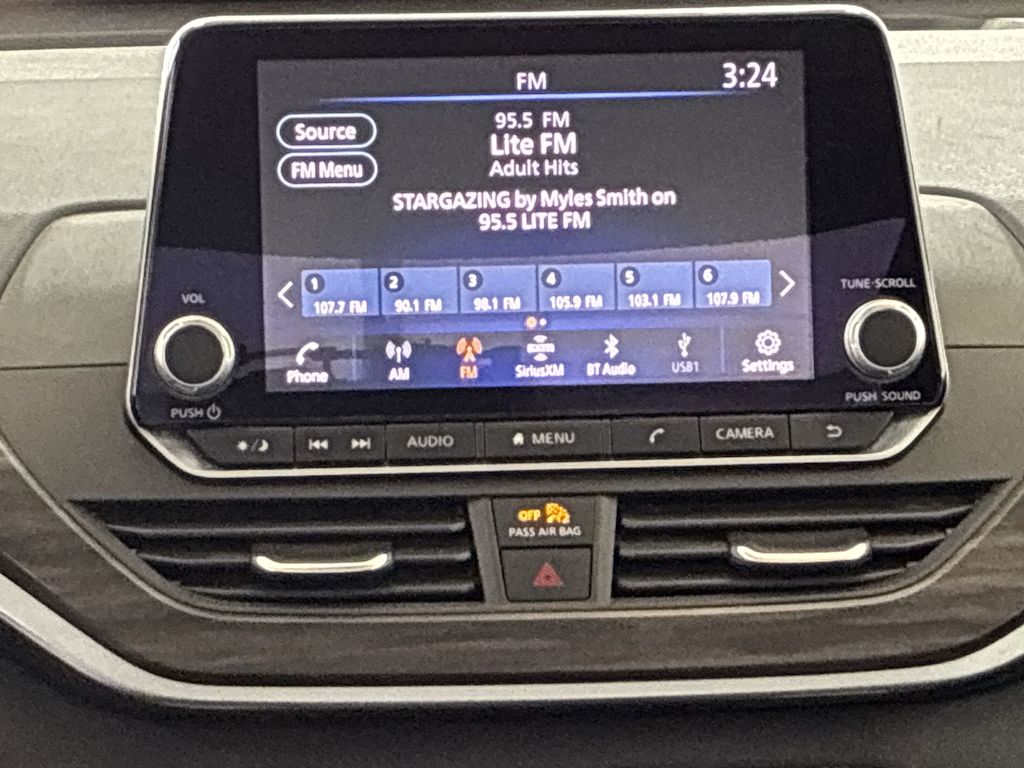 FM
3:24
Source
FM Menu
95.5 FM
Lite FM
Adult Hits
STARGAZING by Myles Smith on
95.5 LITE FM
1 2 3 4 5 6
107.7 FM 90.1 FM 98.1 FM 105.9 FM 103.1 FM 107.9 FM
Phone AM FM SiriusXM BT Audio USB1 Settings
VOL
PUSH
TUNE·SCROLL
PUSH SOUND
AUDIO MENU CAMERA
OFF
PASS AIR BAG